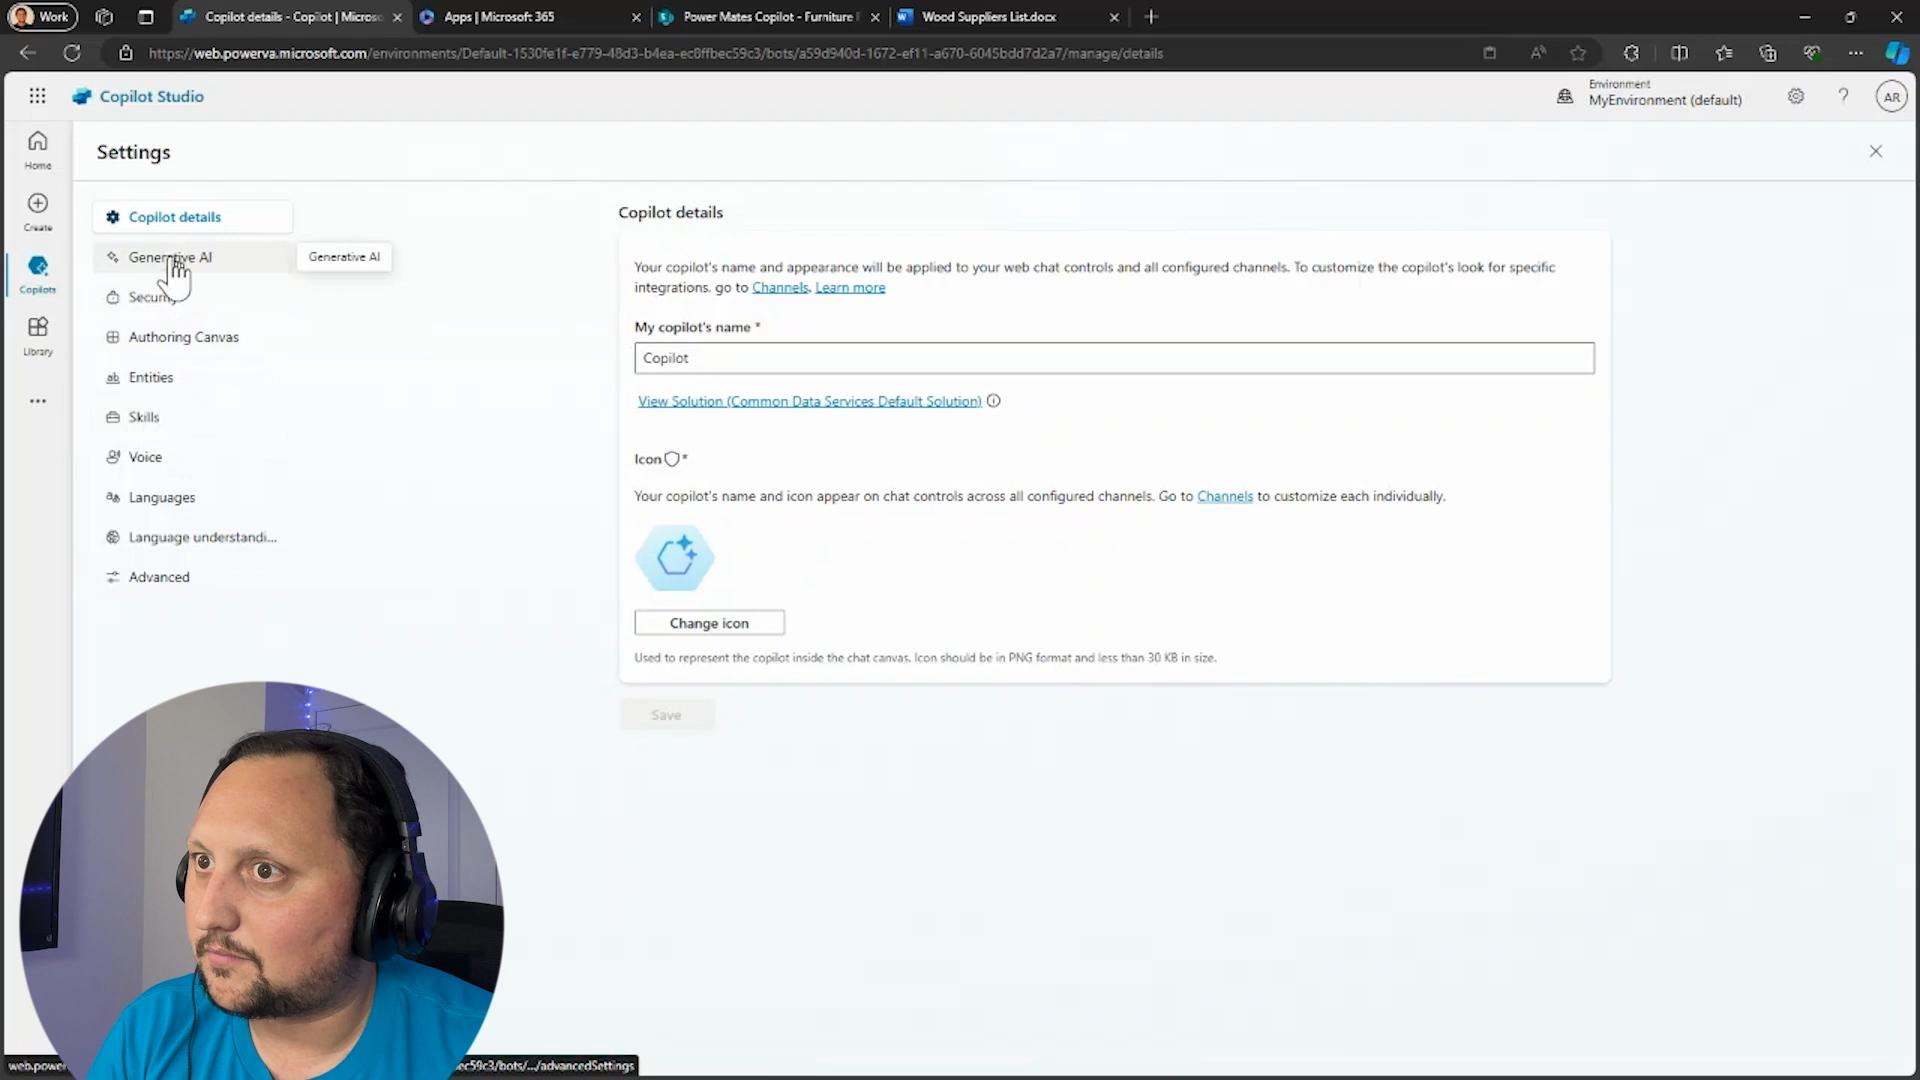 Work
Copilot details - Copilot | Micros
Apps | Microsoft 365
Power Mates Copilot - Furniture
Wood Suppliers List.docx
https://web.powerva.microsoft.com/environments/Default-1530fe1f-e779-48d3-b4ea-ec8ffbec59c3/bots/a59d940d-1672-ef11-a670-6045bdd7d2a7/manage/details
Copilot Studio
Environment
MyEnvironment (default)
AR
Home
Create
Copilots
Library
Settings
Copilot details
Generative AI
Generative AI
Security
Authoring Canvas
Entities
Skills
Voice
Languages
Language understandi...
Advanced
Copilot details
Your copilot's name and appearance will be applied to your web chat controls and all configured channels. To customize the copilot's look for specific
integrations, go to Channels. Learn more
My copilot's name *
Copilot
View Solution (Common Data Services Default Solution)
Icon *
Your copilot's name and icon appear on chat controls across all configured channels. Go to Channels to customize each individually.
Change icon
Used to represent the copilot inside the chat canvas. Icon should be in PNG format and less than 30 KB in size.
Save
web.power
ec59c3/bots/.../advancedSettings